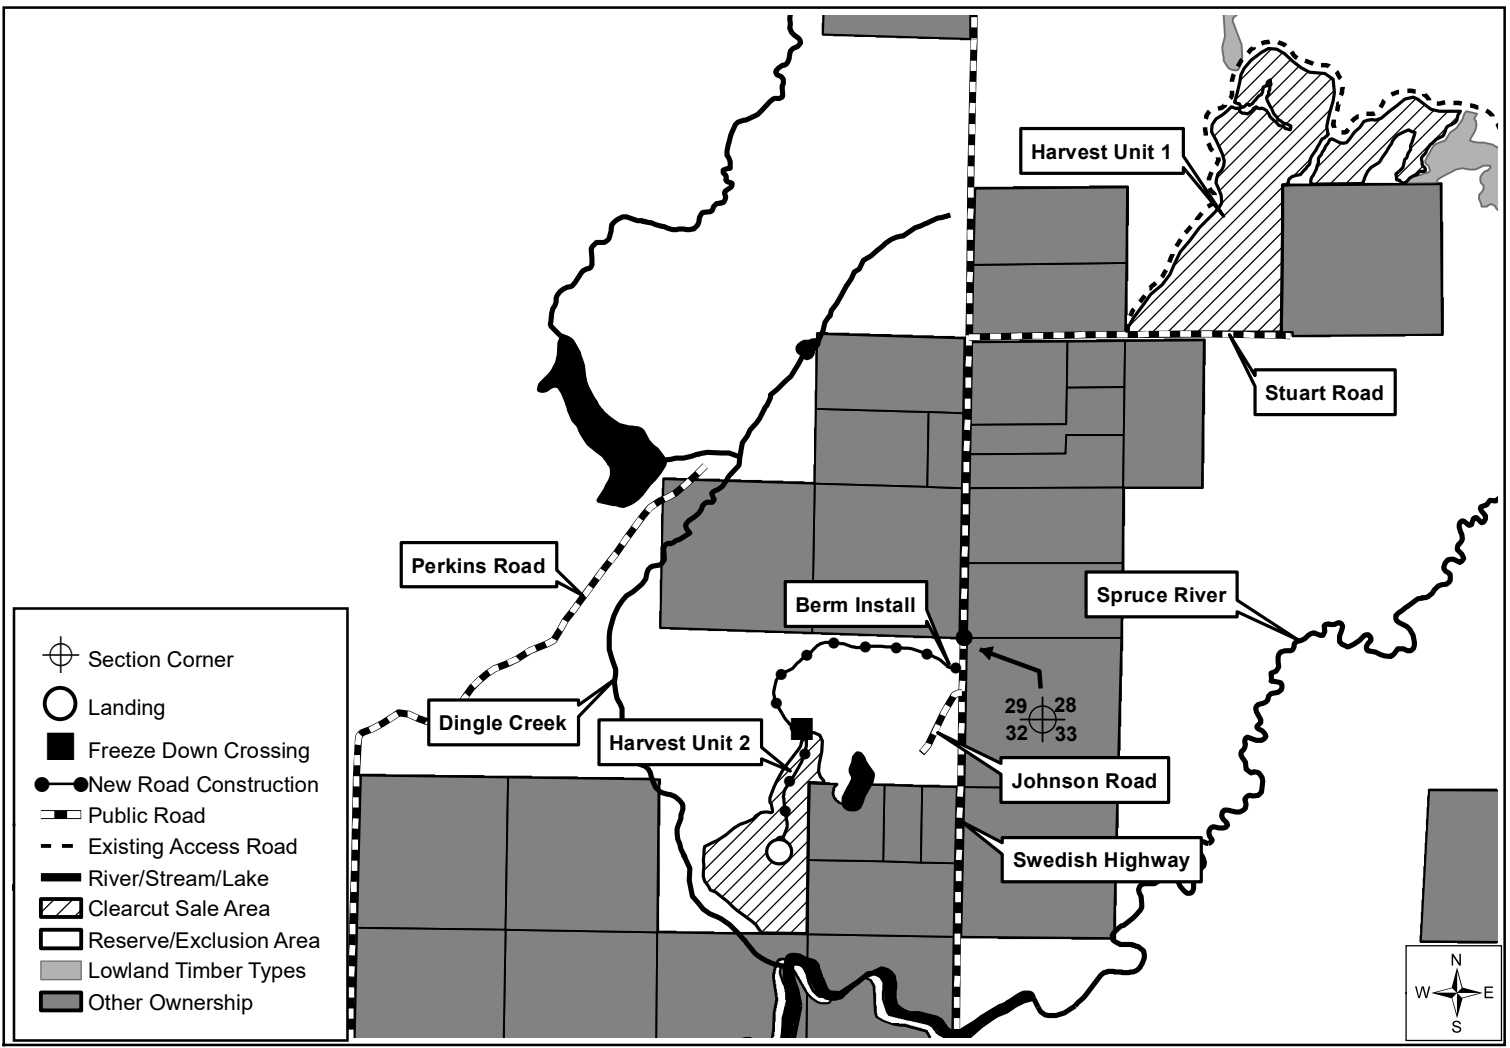 Harvest Unit 1
Stuart Road
Perkins Road
Berm Install
Spruce River
Dingle Creek
Harvest Unit 2
29 28
32 33
Johnson Road
Swedish Highway
Section Corner
Landing
Freeze Down Crossing
New Road Construction
Public Road
Existing Access Road
River/Stream/Lake
Clearcut Sale Area
Reserve/Exclusion Area
Lowland Timber Types
Other Ownership
N
W E
S